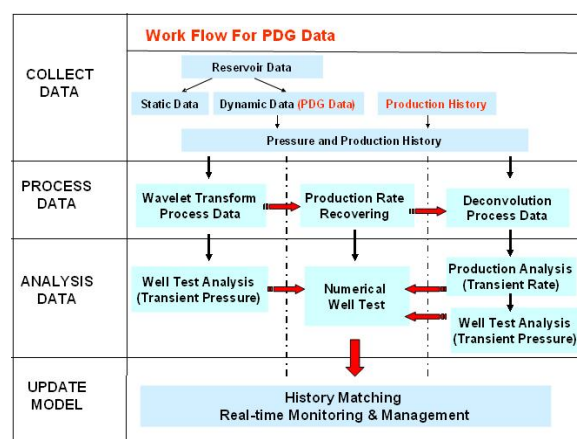 Work Flow For PDG Data
COLLECT
DATA
Reservoir Data
Static Data
Dynamic Data (PDG Data)
Production History
Pressure and Production History
PROCESS
DATA
Wavelet Transform
Process Data
Production Rate
Recovering
Deconvolution
Process Data
ANALYSIS
DATA
Well Test Analysis
(Transient Pressure)
Numerical
Well Test
Production Analysis
(Transient Rate)
Well Test Analysis
(Transient Pressure)
UPDATE
MODEL
History Matching
Real-time Monitoring & Management